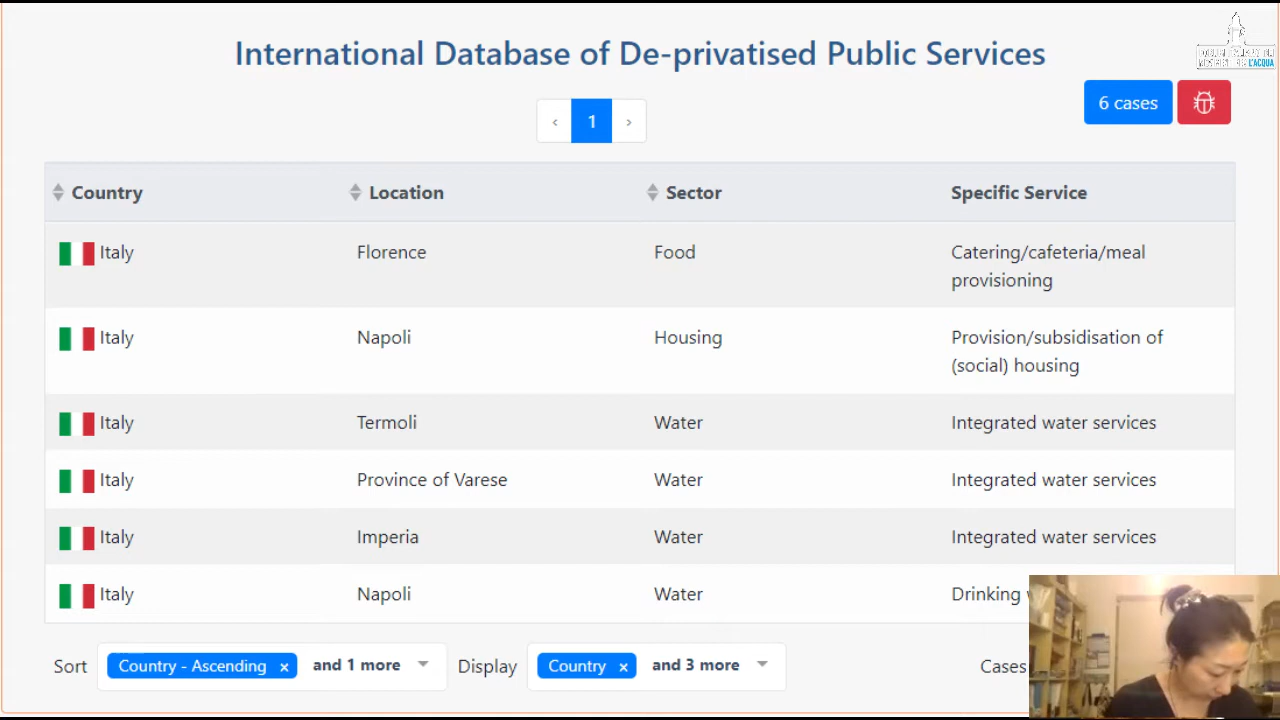 International Database of De-privatised Public Services
L'ACQUA
6 cases
‹ 1 ›
Country Location Sector Specific Service
Italy Florence Food Catering/cafeteria/meal
provisioning
Italy Napoli Housing Provision/subsidisation of
(social) housing
Italy Termoli Water Integrated water services
Italy Province of Varese Water Integrated water services
Italy Imperia Water Integrated water services
Italy Napoli Water Drinking
Sort Country - Ascending × and 1 more Display Country × and 3 more Cases